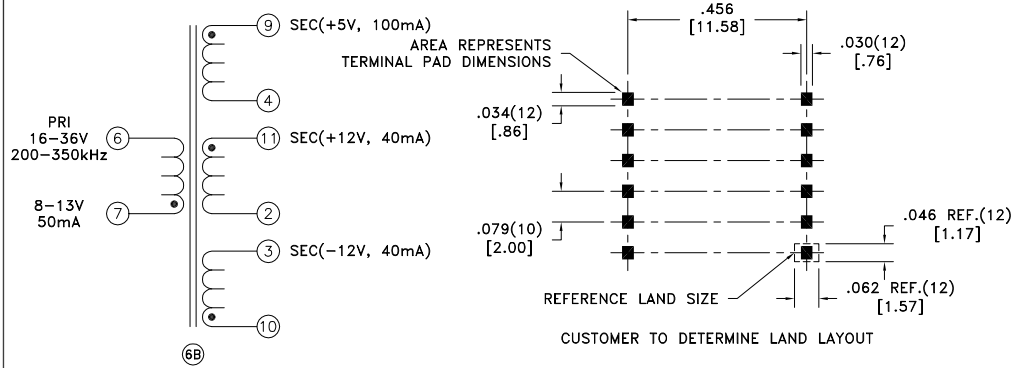 9 SEC(+5V, 100mA)
4
PRI
16-36V
200-350kHz
6
11 SEC(+12V, 40mA)
8-13V
50mA
7
2
3 SEC(-12V, 40mA)
10
6B
.456
[11.58]
AREA REPRESENTS
TERMINAL PAD DIMENSIONS
.030(12)
[.76]
.034(12)
[.86]
.079(10)
[2.00]
.046 REF.(12)
[1.17]
REFERENCE LAND SIZE
.062 REF.(12)
[1.57]
CUSTOMER TO DETERMINE LAND LAYOUT